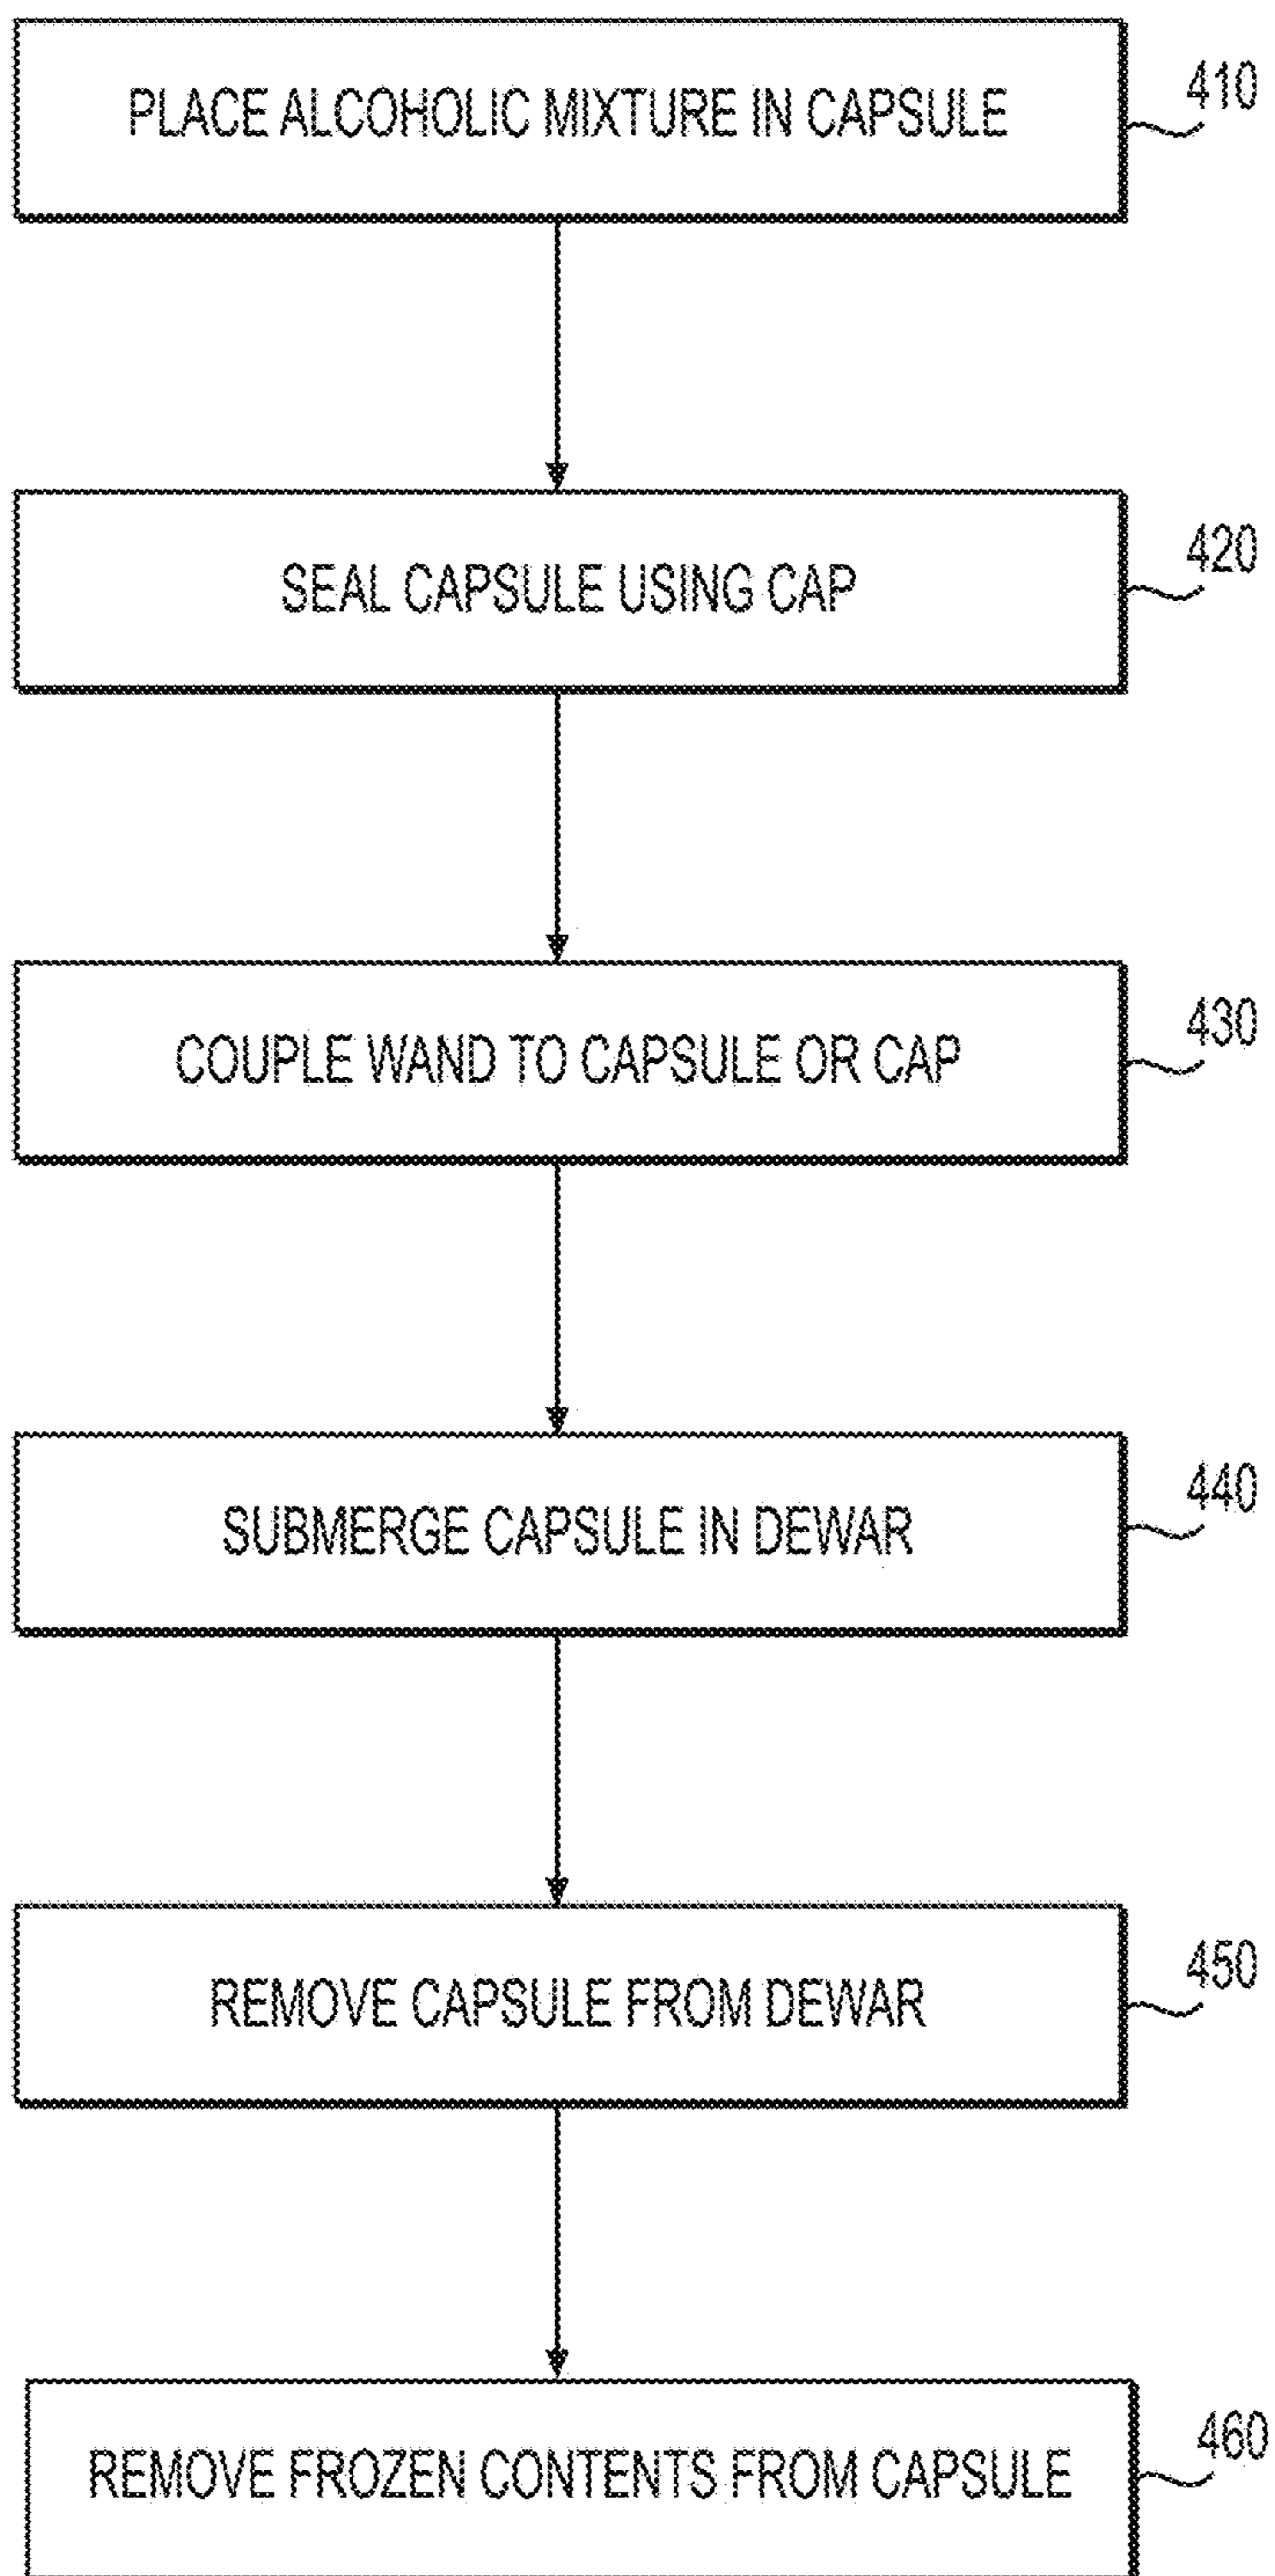 PLACE ALCOHOLIC MIXTURE IN CAPSULE
410
SEAL CAPSULE USING CAP
420
COUPLE WAND TO CAPSULE OR CAP
430
SUBMERGE CAPSULE IN DEWAR
440
REMOVE CAPSULE FROM DEWAR
450
REMOVE FROZEN CONTENTS FROM CAPSULE
460